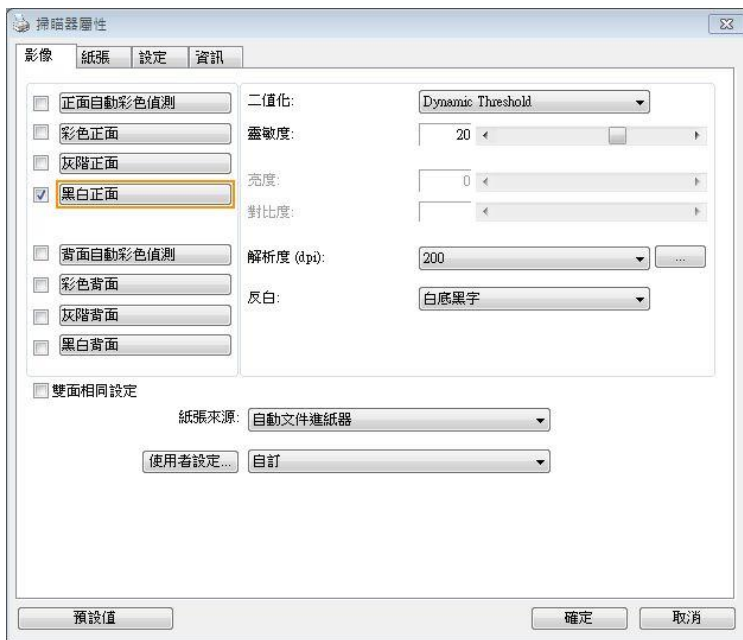 掃瞄器屬性
影像 紙張 設定 資訊
正面自動彩色偵測
彩色正面
灰階正面
黑白正面
背面自動彩色偵測
彩色背面
灰階背面
黑白背面
二值化: Dynamic Threshold
靈敏度: 20
亮度: 0
對比度:
解析度 (dpi): 200 ...
反白: 白底黑字
雙面相同設定
紙張來源: 自動文件進紙器
使用者設定... 自訂
預設值 確定 取消